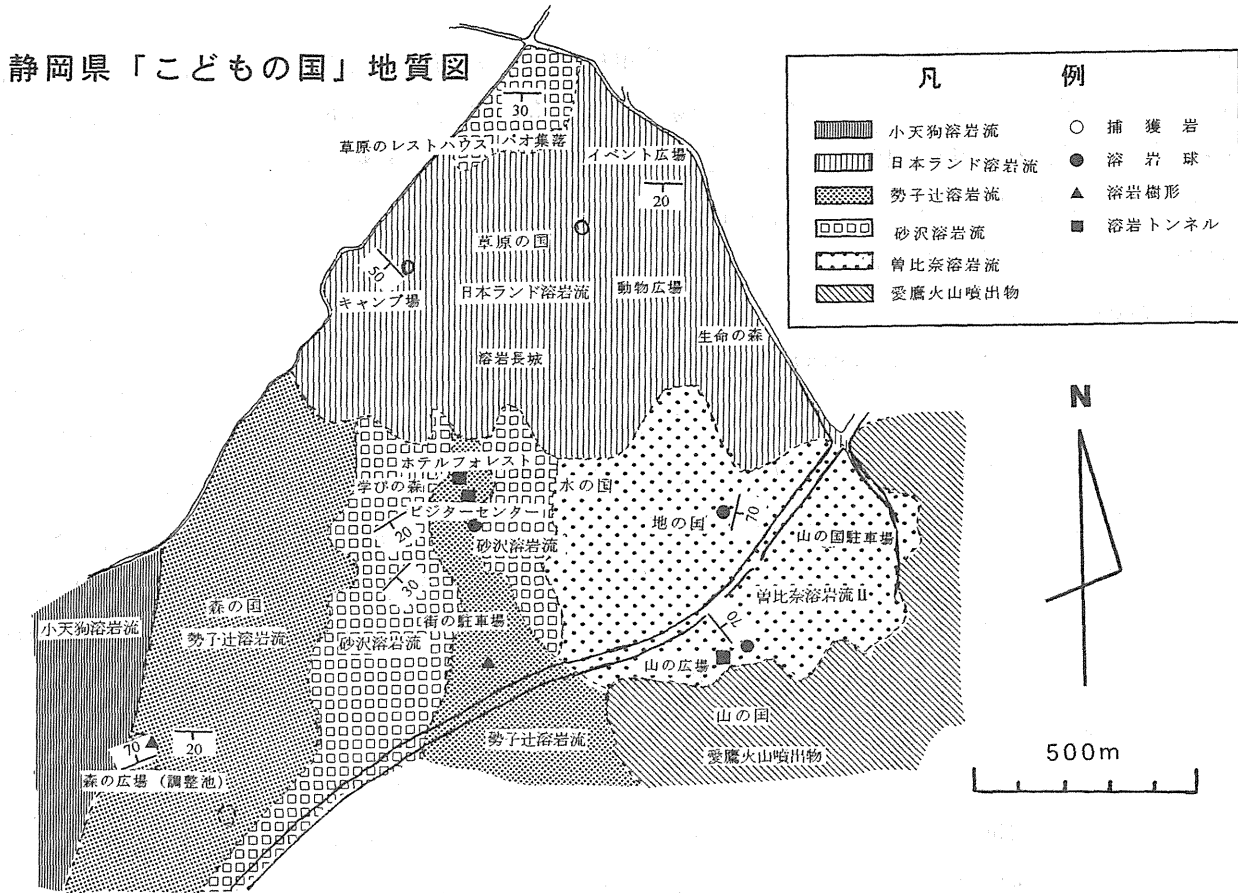 静岡県「こどもの国」地質図
凡 例
小天狗溶岩流
日本ランド溶岩流
勢子辻溶岩流
砂沢溶岩流
曽比奈溶岩流
愛鷹火山噴出物
捕獲岩
溶岩球
溶岩樹形
溶岩トンネル
30
草原のレストハウス
パオ集落
イベント広場
20
草原の国
50
キャンプ場
日本ランド溶岩流
動物広場
生命の森
溶岩長城
N
ホテルフォレスト
学びの森
水の国
ビジターセンター
地の国
70
20
砂沢溶岩流
山の国駐車場
30
曽比奈溶岩流Ⅱ
森の国
勢子辻溶岩流
小天狗溶岩流
街の駐車場
砂沢溶岩流
70
山の広場
山の国
愛鷹火山噴出物
勢子辻溶岩流
70
20
森の広場（調整池）
500m